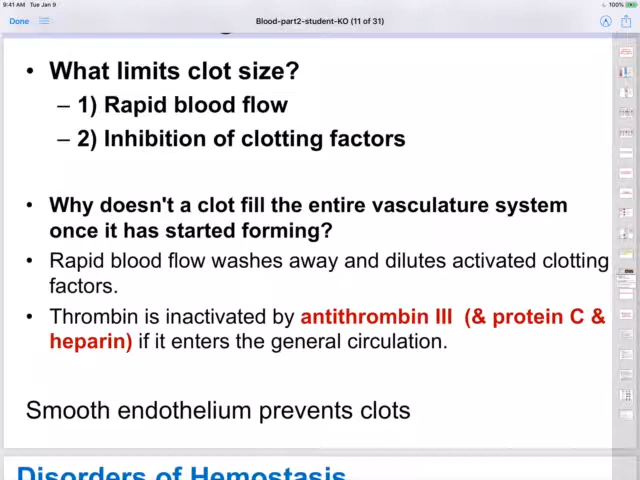 9:41 AM Tue Jan 9
100%
Done
Blood-part2-student-KO (11 of 31)
• What limits clot size?
– 1) Rapid blood flow
– 2) Inhibition of clotting factors
• Why doesn't a clot fill the entire vasculature system
once it has started forming?
• Rapid blood flow washes away and dilutes activated clotting
factors.
• Thrombin is inactivated by antithrombin III (& protein C &
heparin) if it enters the general circulation.
Smooth endothelium prevents clots
Disorders of Hemostasis